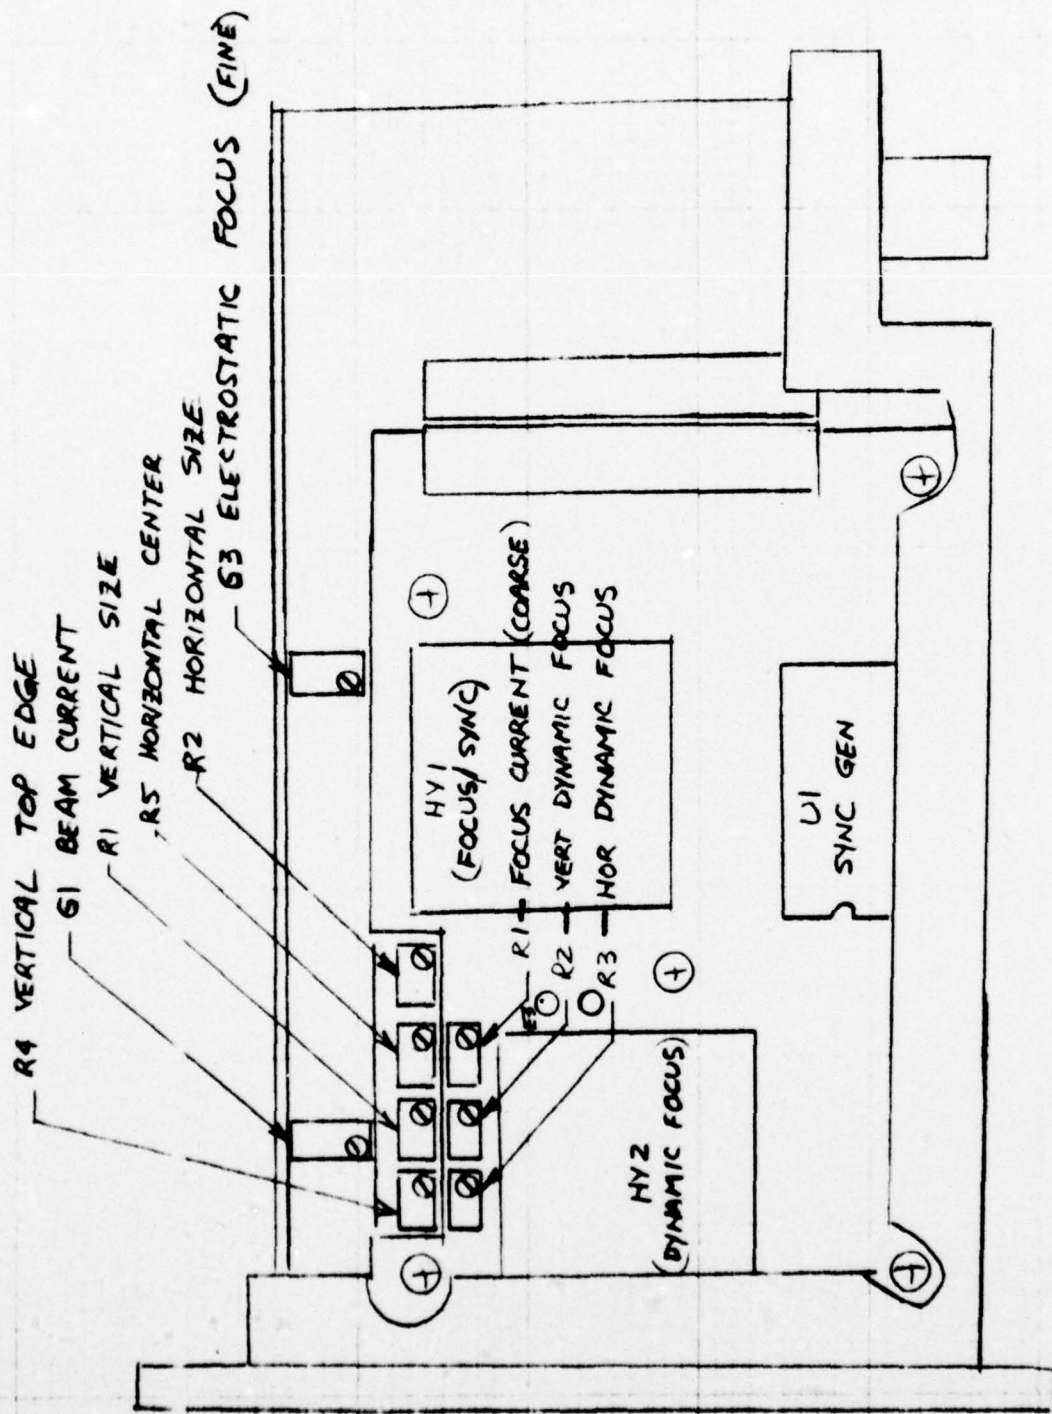 R4 VERTICAL TOP EDGE
G1 BEAM CURRENT
R1 VERTICAL SIZE
R5 HORIZONTAL CENTER
R2 HORIZONTAL SIZE
G3 ELECTROSTATIC FOCUS (FINE)
HY1
(FOCUS/SYNC)
R1 FOCUS CURRENT (COARSE)
E3
R2 VERT DYNAMIC FOCUS
R3 HOR DYNAMIC FOCUS
HY2
(DYNAMIC FOCUS)
U1
SYNC GEN